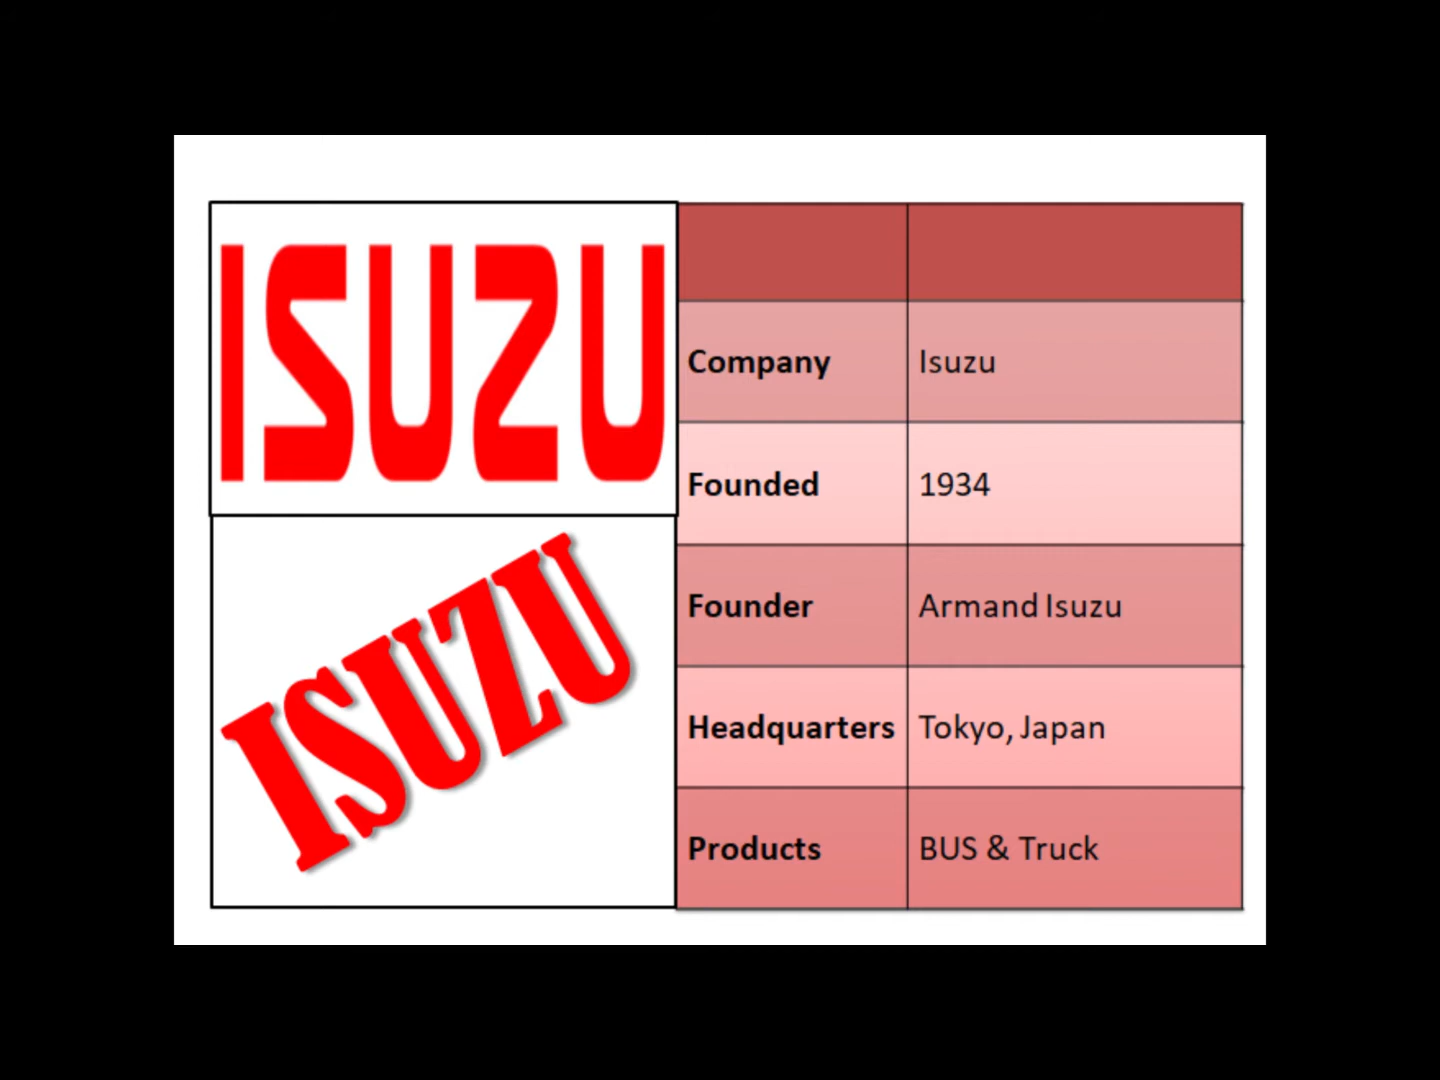 ISUZU
ISUZU
Company Isuzu
Founded 1934
Founder Armand Isuzu
Headquarters Tokyo, Japan
Products BUS & Truck